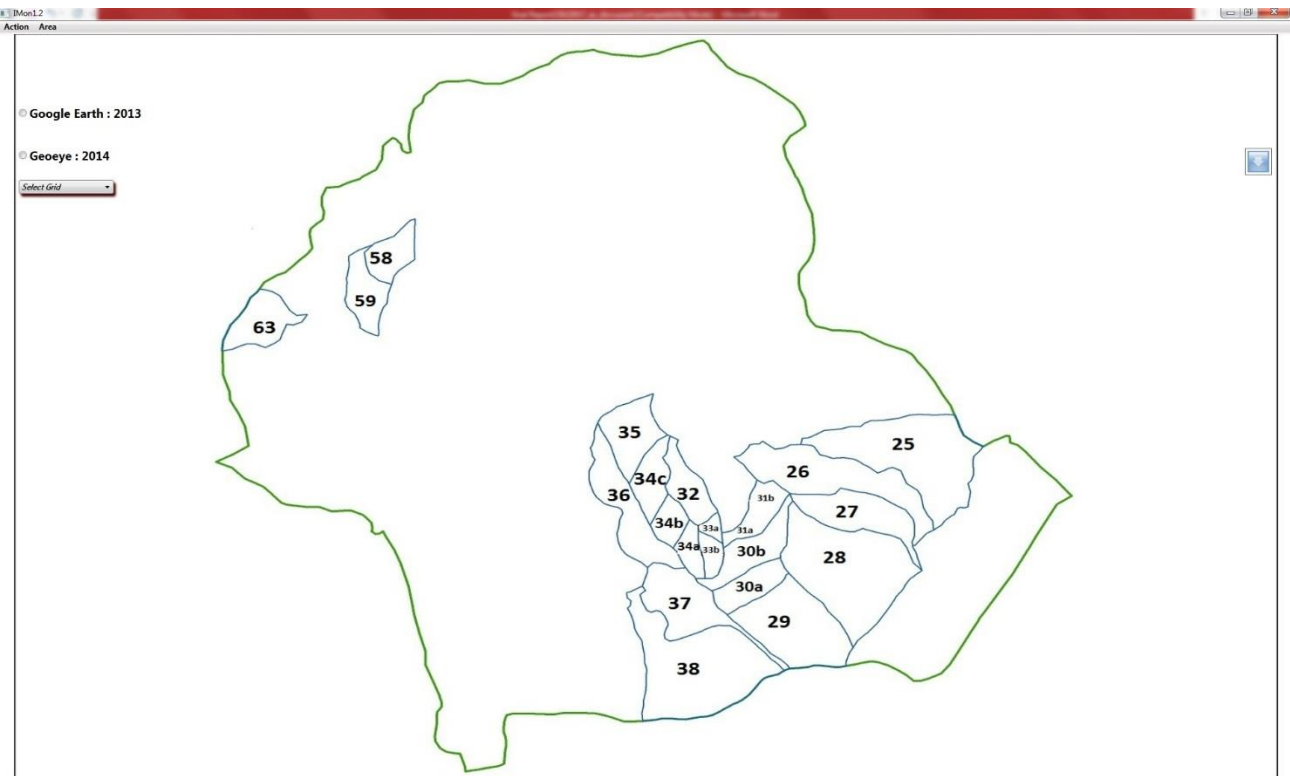 IMon1.2
Action Area
Google Earth : 2013
Geoeye : 2014
Select Grid
58
59
63
35
25
34c
26
36
32
31b
27
34b
33a
31a
34a
33b
30b
28
30a
37
29
38